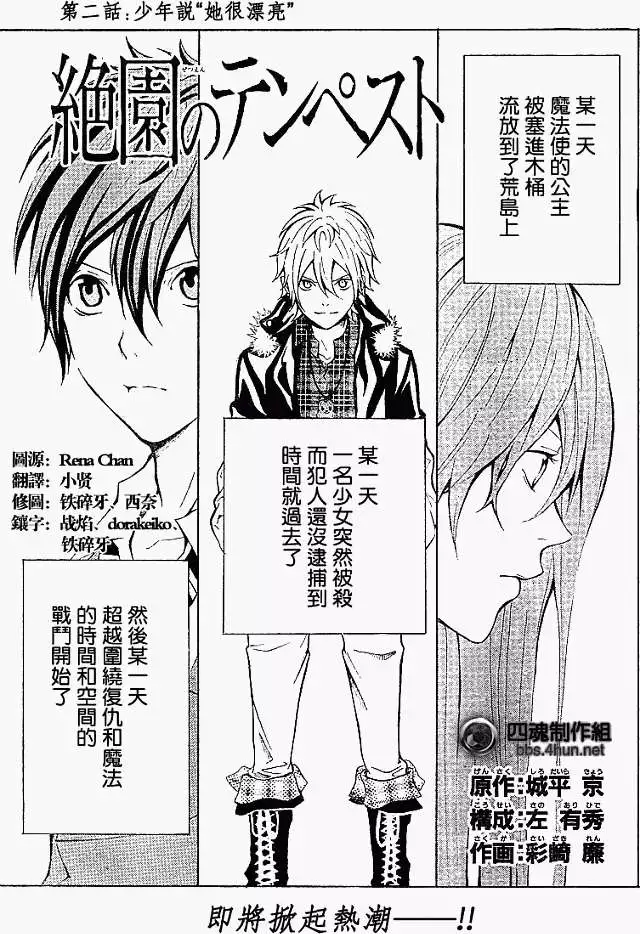 第二話:少年説“她很漂亮”
絶園のテンペスト
ぜつえん
某一天
魔法使的公主
被塞進木桶
流放到了荒島上
某一天
一名少女突然被殺
而犯人還沒逮捕到
時間就過去了
圖源：Rena Chan
翻譯：小贤
修圖：铁碎牙、西奈
鑲字：战焰、dorakeiko、
铁碎牙
然後某一天
超越圍繞復仇和魔法
的時間和空間的
戰鬥開始了
四魂制作組
bbs.4hun.net
げんさく しろだいら きょう
原作:城平 京
こうせい さの ありひで
構成:左 有秀
さくが さいざき れん
作画:彩崎 廉
即將掀起熱潮——!!